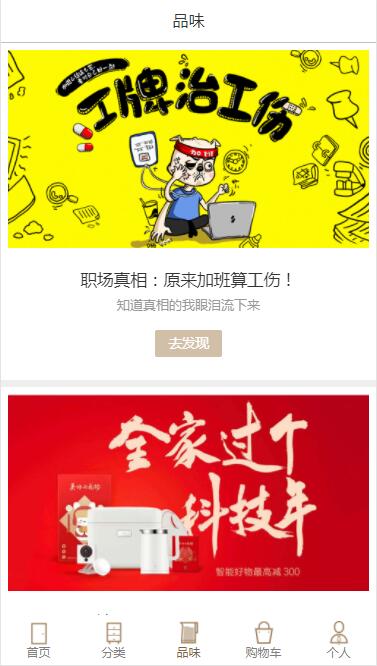 品味
工牌治工伤
NO BUG
职场真相：原来加班算工伤！
知道真相的我眼泪流下来
去发现
全家过个
科技年
智能好物最高减 300
首页
分类
品味
购物车
个人